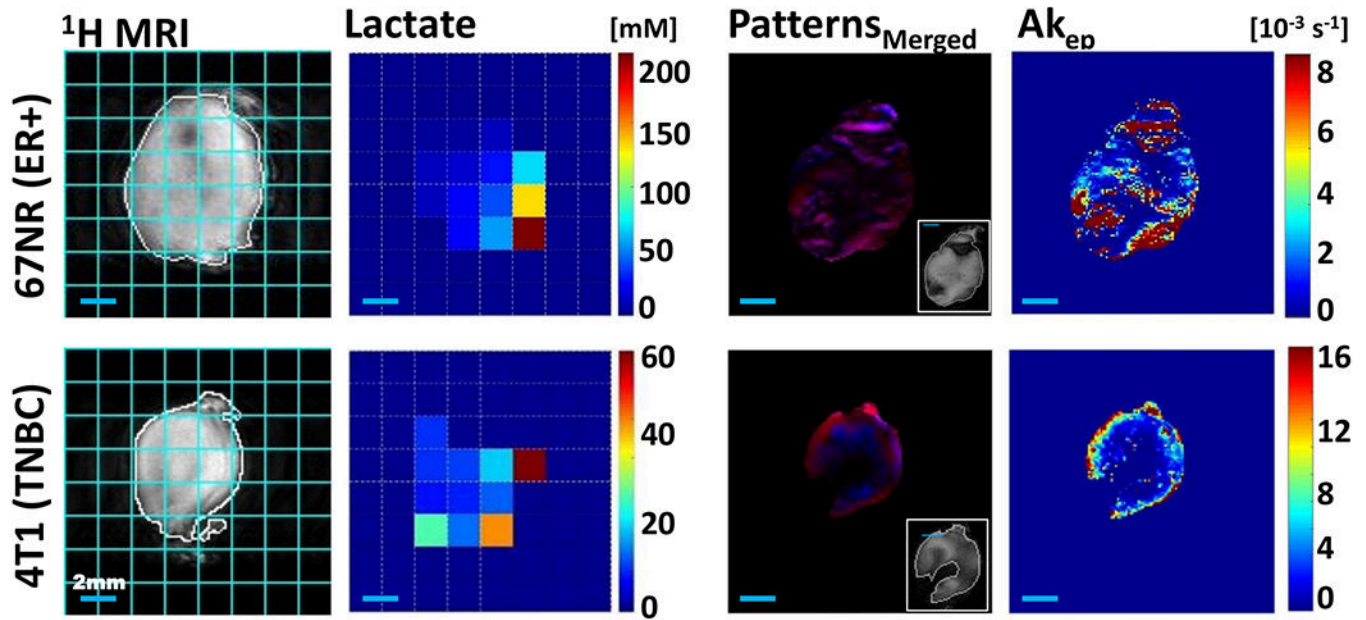 ¹H MRI
Lactate [mM]
Patterns_Merged
Ak_ep [10⁻³ s⁻¹]
67NR (ER+)
200
150
100
50
0
8
6
4
2
0
4T1 (TNBC)
2mm
60
40
20
0
16
12
8
4
0